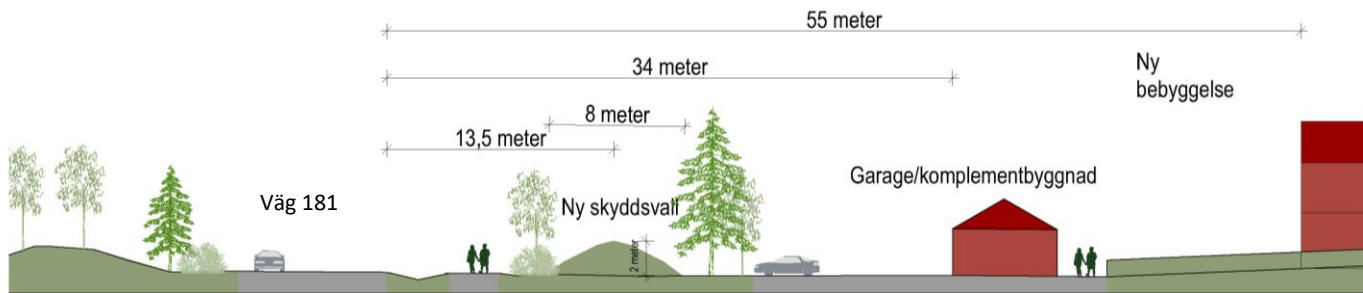 55 meter
34 meter
Ny
bebyggelse
8 meter
13,5 meter
Garage/komplementbyggnad
Väg 181
Ny skyddsvall
2 meter